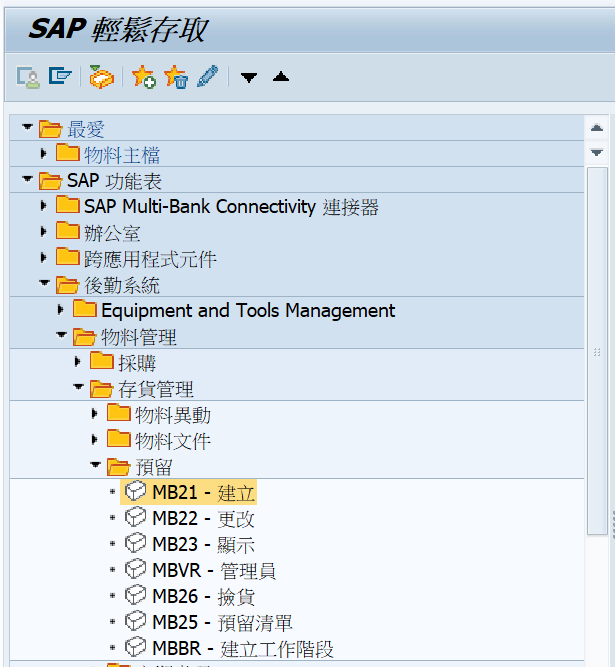 SAP 輕鬆存取
最愛
物料主檔
SAP 功能表
SAP Multi-Bank Connectivity 連接器
辦公室
跨應用程式元件
後勤系統
Equipment and Tools Management
物料管理
採購
存貨管理
物料異動
物料文件
預留
MB21 - 建立
MB22 - 更改
MB23 - 顯示
MBVR - 管理員
MB26 - 撿貨
MB25 - 預留清單
MBBR - 建立工作階段